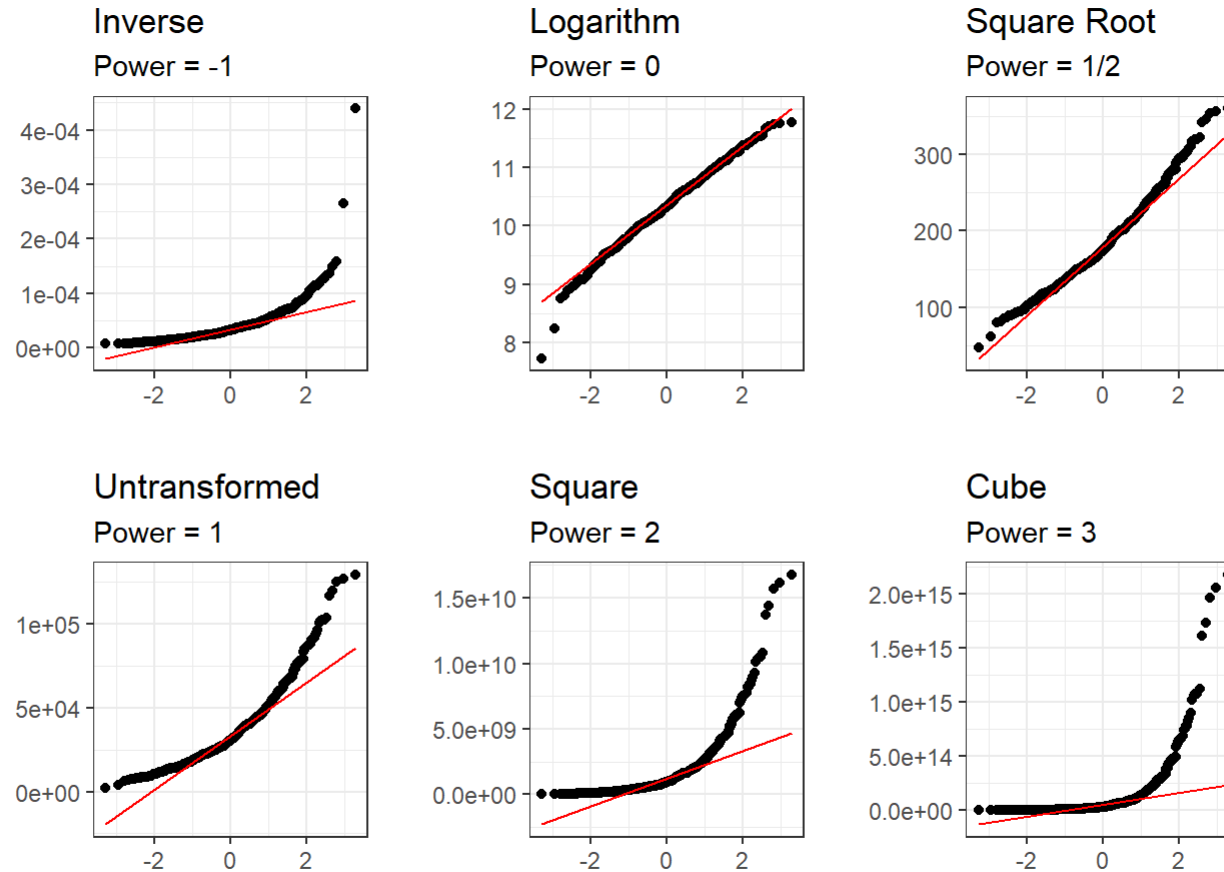 Inverse
Power = -1
4e-04
3e-04
2e-04
1e-04
0e+00
-2
0
2
Logarithm
Power = 0
12
11
10
9
8
-2
0
2
Square Root
Power = 1/2
300
200
100
-2
0
2
Untransformed
Power = 1
1e+05
5e+04
0e+00
-2
0
2
Square
Power = 2
1.5e+10
1.0e+10
5.0e+09
0.0e+00
-2
0
2
Cube
Power = 3
2.0e+15
1.5e+15
1.0e+15
5.0e+14
0.0e+00
-2
0
2